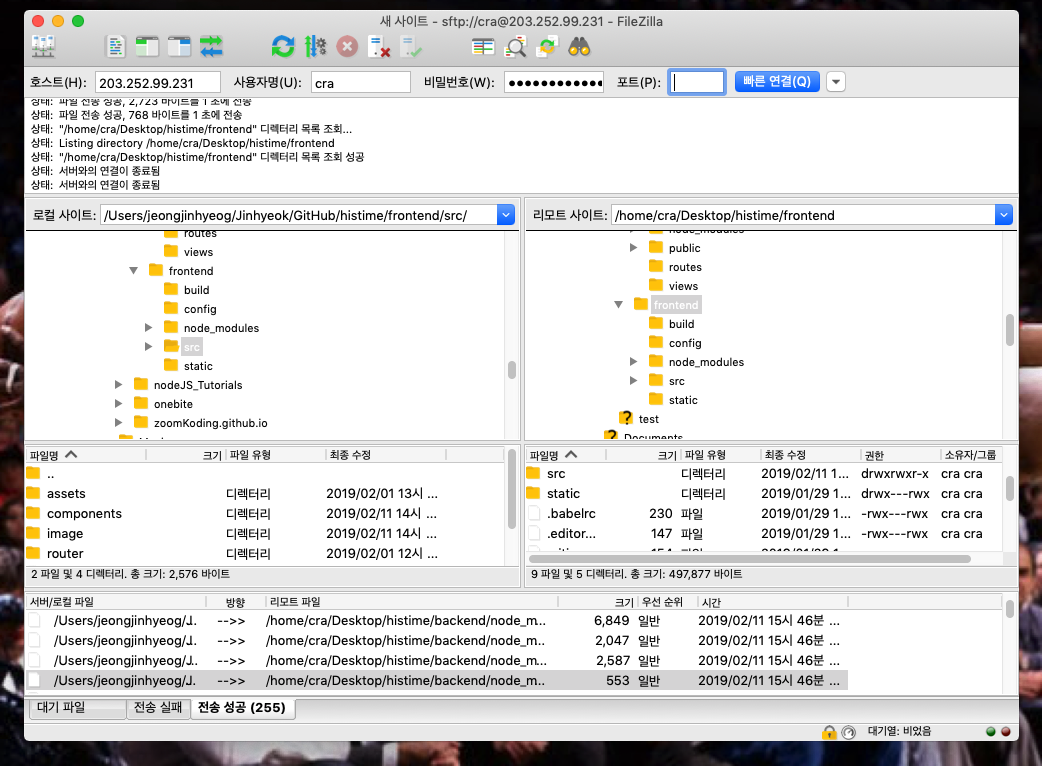 새 사이트 - sftp://cra@203.252.99.231 - FileZilla
호스트(H): 203.252.99.231 사용자명(U): cra 비밀번호(W): ●●●●●●●●●●●● 포트(P): 빠른 연결(Q)
상태: 파일 전송 성공, 2,723 바이트를 1 초에 전송
상태: 파일 전송 성공, 768 바이트를 1 초에 전송
상태: "/home/cra/Desktop/histime/frontend" 디렉터리 목록 조회...
상태: Listing directory /home/cra/Desktop/histime/frontend
상태: "/home/cra/Desktop/histime/frontend" 디렉터리 목록 조회 성공
상태: 서버와의 연결이 종료됨
상태: 서버와의 연결이 종료됨
로컬 사이트: /Users/jeongjinhyeog/Jinhyeok/GitHub/histime/frontend/src/
routes
views
frontend
build
config
node_modules
src
static
nodeJS_Tutorials
onebite
zoomKoding.github.io
리모트 사이트: /home/cra/Desktop/histime/frontend
node_modules
public
routes
views
frontend
build
config
node_modules
src
static
test
Documents
파일명 크기 파일 유형 최종 수정
..
assets 디렉터리 2019/02/01 13시 ...
components 디렉터리 2019/02/11 14시 ...
image 디렉터리 2019/02/11 14시 ...
router 디렉터리 2019/02/01 12시 ...
2 파일 및 4 디렉터리. 총 크기: 2,576 바이트
파일명 크기 파일 유형 최종 수정 권한 소유자/그룹
src 디렉터리 2019/02/11 1... drwxrwxr-x cra cra
static 디렉터리 2019/01/29 1... drwx---rwx cra cra
.babelrc 230 파일 2019/01/29 1... -rwx---rwx cra cra
.editor... 147 파일 2019/01/29 1... -rwx---rwx cra cra
9 파일 및 5 디렉터리. 총 크기: 497,877 바이트
서버/로컬 파일 방향 리모트 파일 크기 우선 순위 시간
/Users/jeongjinhyeog/J.. -->> /home/cra/Desktop/histime/backend/node_m... 6,849 일반 2019/02/11 15시 46분 ...
/Users/jeongjinhyeog/J.. -->> /home/cra/Desktop/histime/backend/node_m... 2,047 일반 2019/02/11 15시 46분 ...
/Users/jeongjinhyeog/J.. -->> /home/cra/Desktop/histime/backend/node_m... 2,587 일반 2019/02/11 15시 46분 ...
/Users/jeongjinhyeog/J.. -->> /home/cra/Desktop/histime/backend/node_m... 553 일반 2019/02/11 15시 46분 ...
대기 파일 전송 실패 전송 성공 (255)
대기열: 비었음